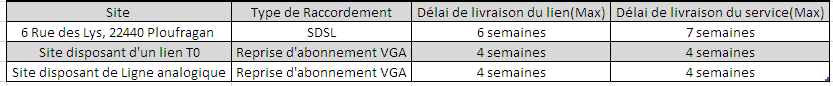 Site Type de Raccordement Délai de livraison du lien(Max) Délai de livraison du service(Max)
6 Rue des Lys, 22440 Ploufragan SDSL 6 semaines 7 semaines
Site disposant d'un lien T0 Reprise d'abonnement VGA 4 semaines 4 semaines
Site disposant de Ligne analogique Reprise d'abonnement VGA 4 semaines 4 semaines